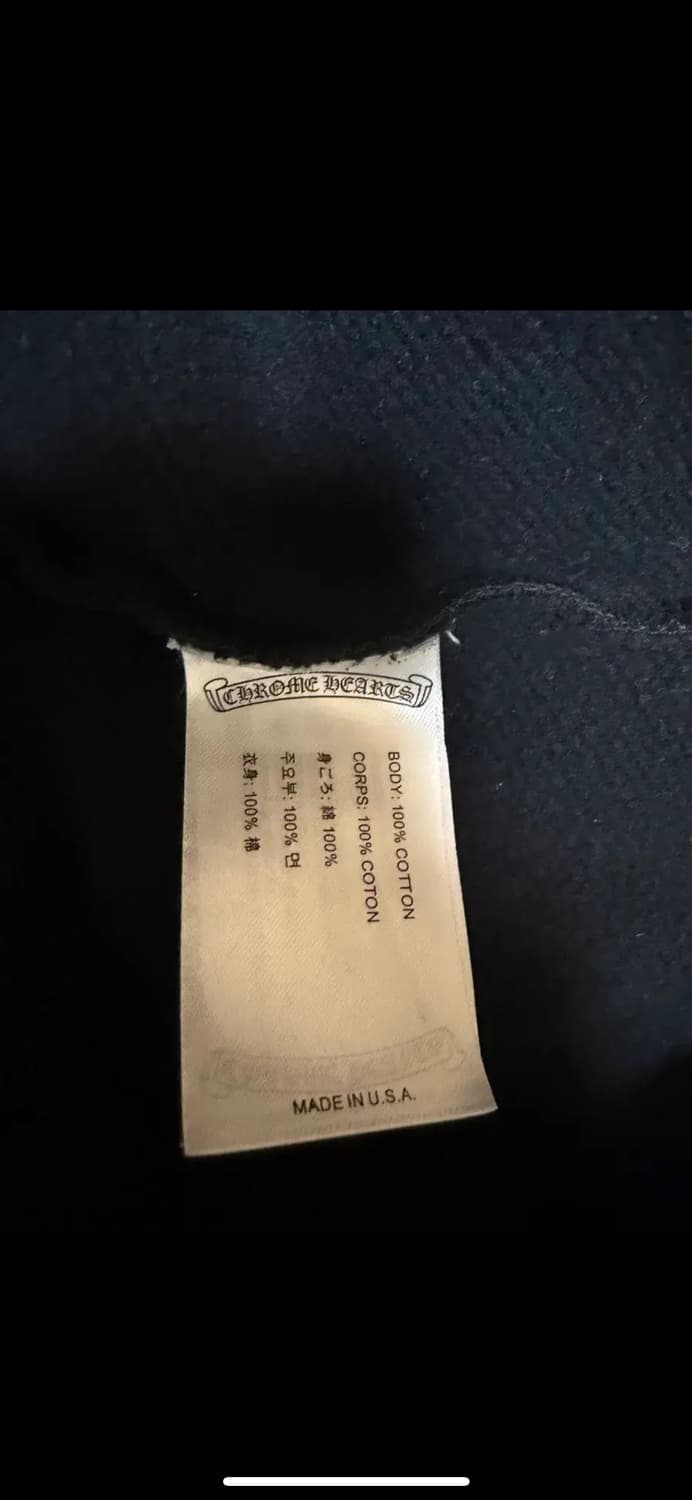 CHROME HEARTS
BODY: 100% COTTON
CORPS: 100% COTON
身ごろ: 綿 100%
주요부: 100% 면
衣身: 100% 棉
MADE IN U.S.A.